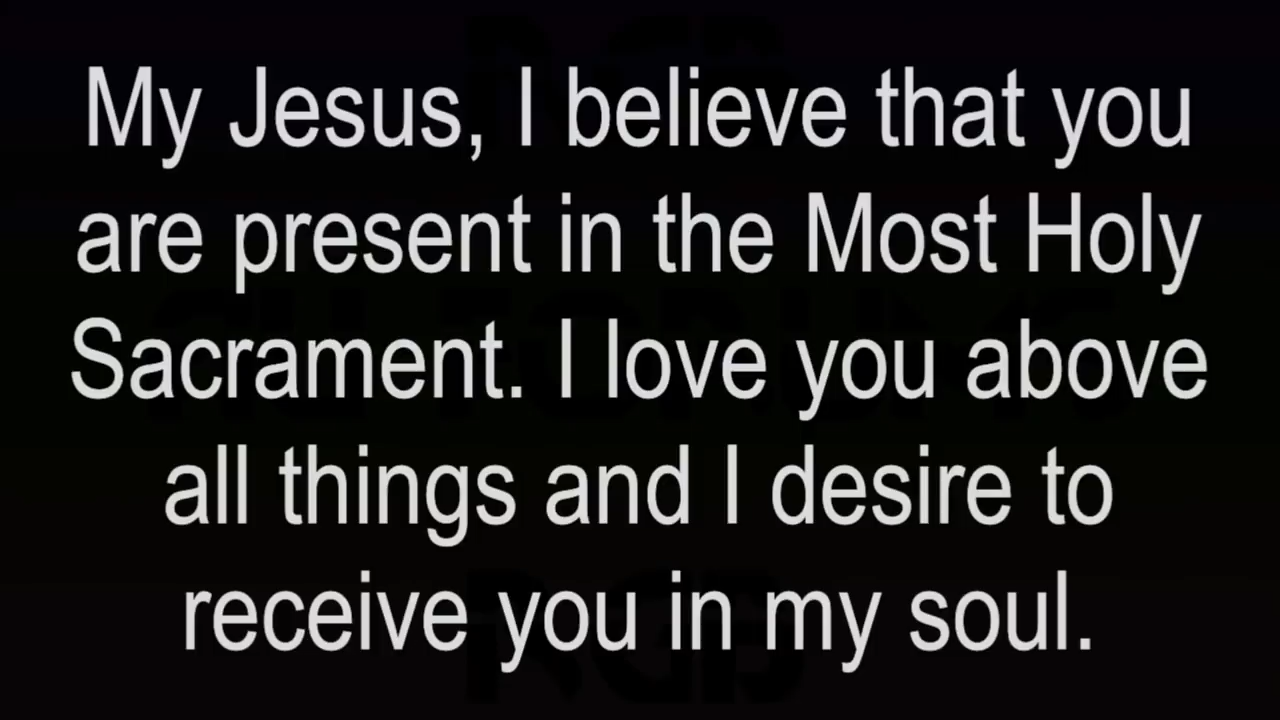 My Jesus, I believe that you
are present in the Most Holy
Sacrament. I love you above
all things and I desire to
receive you in my soul.